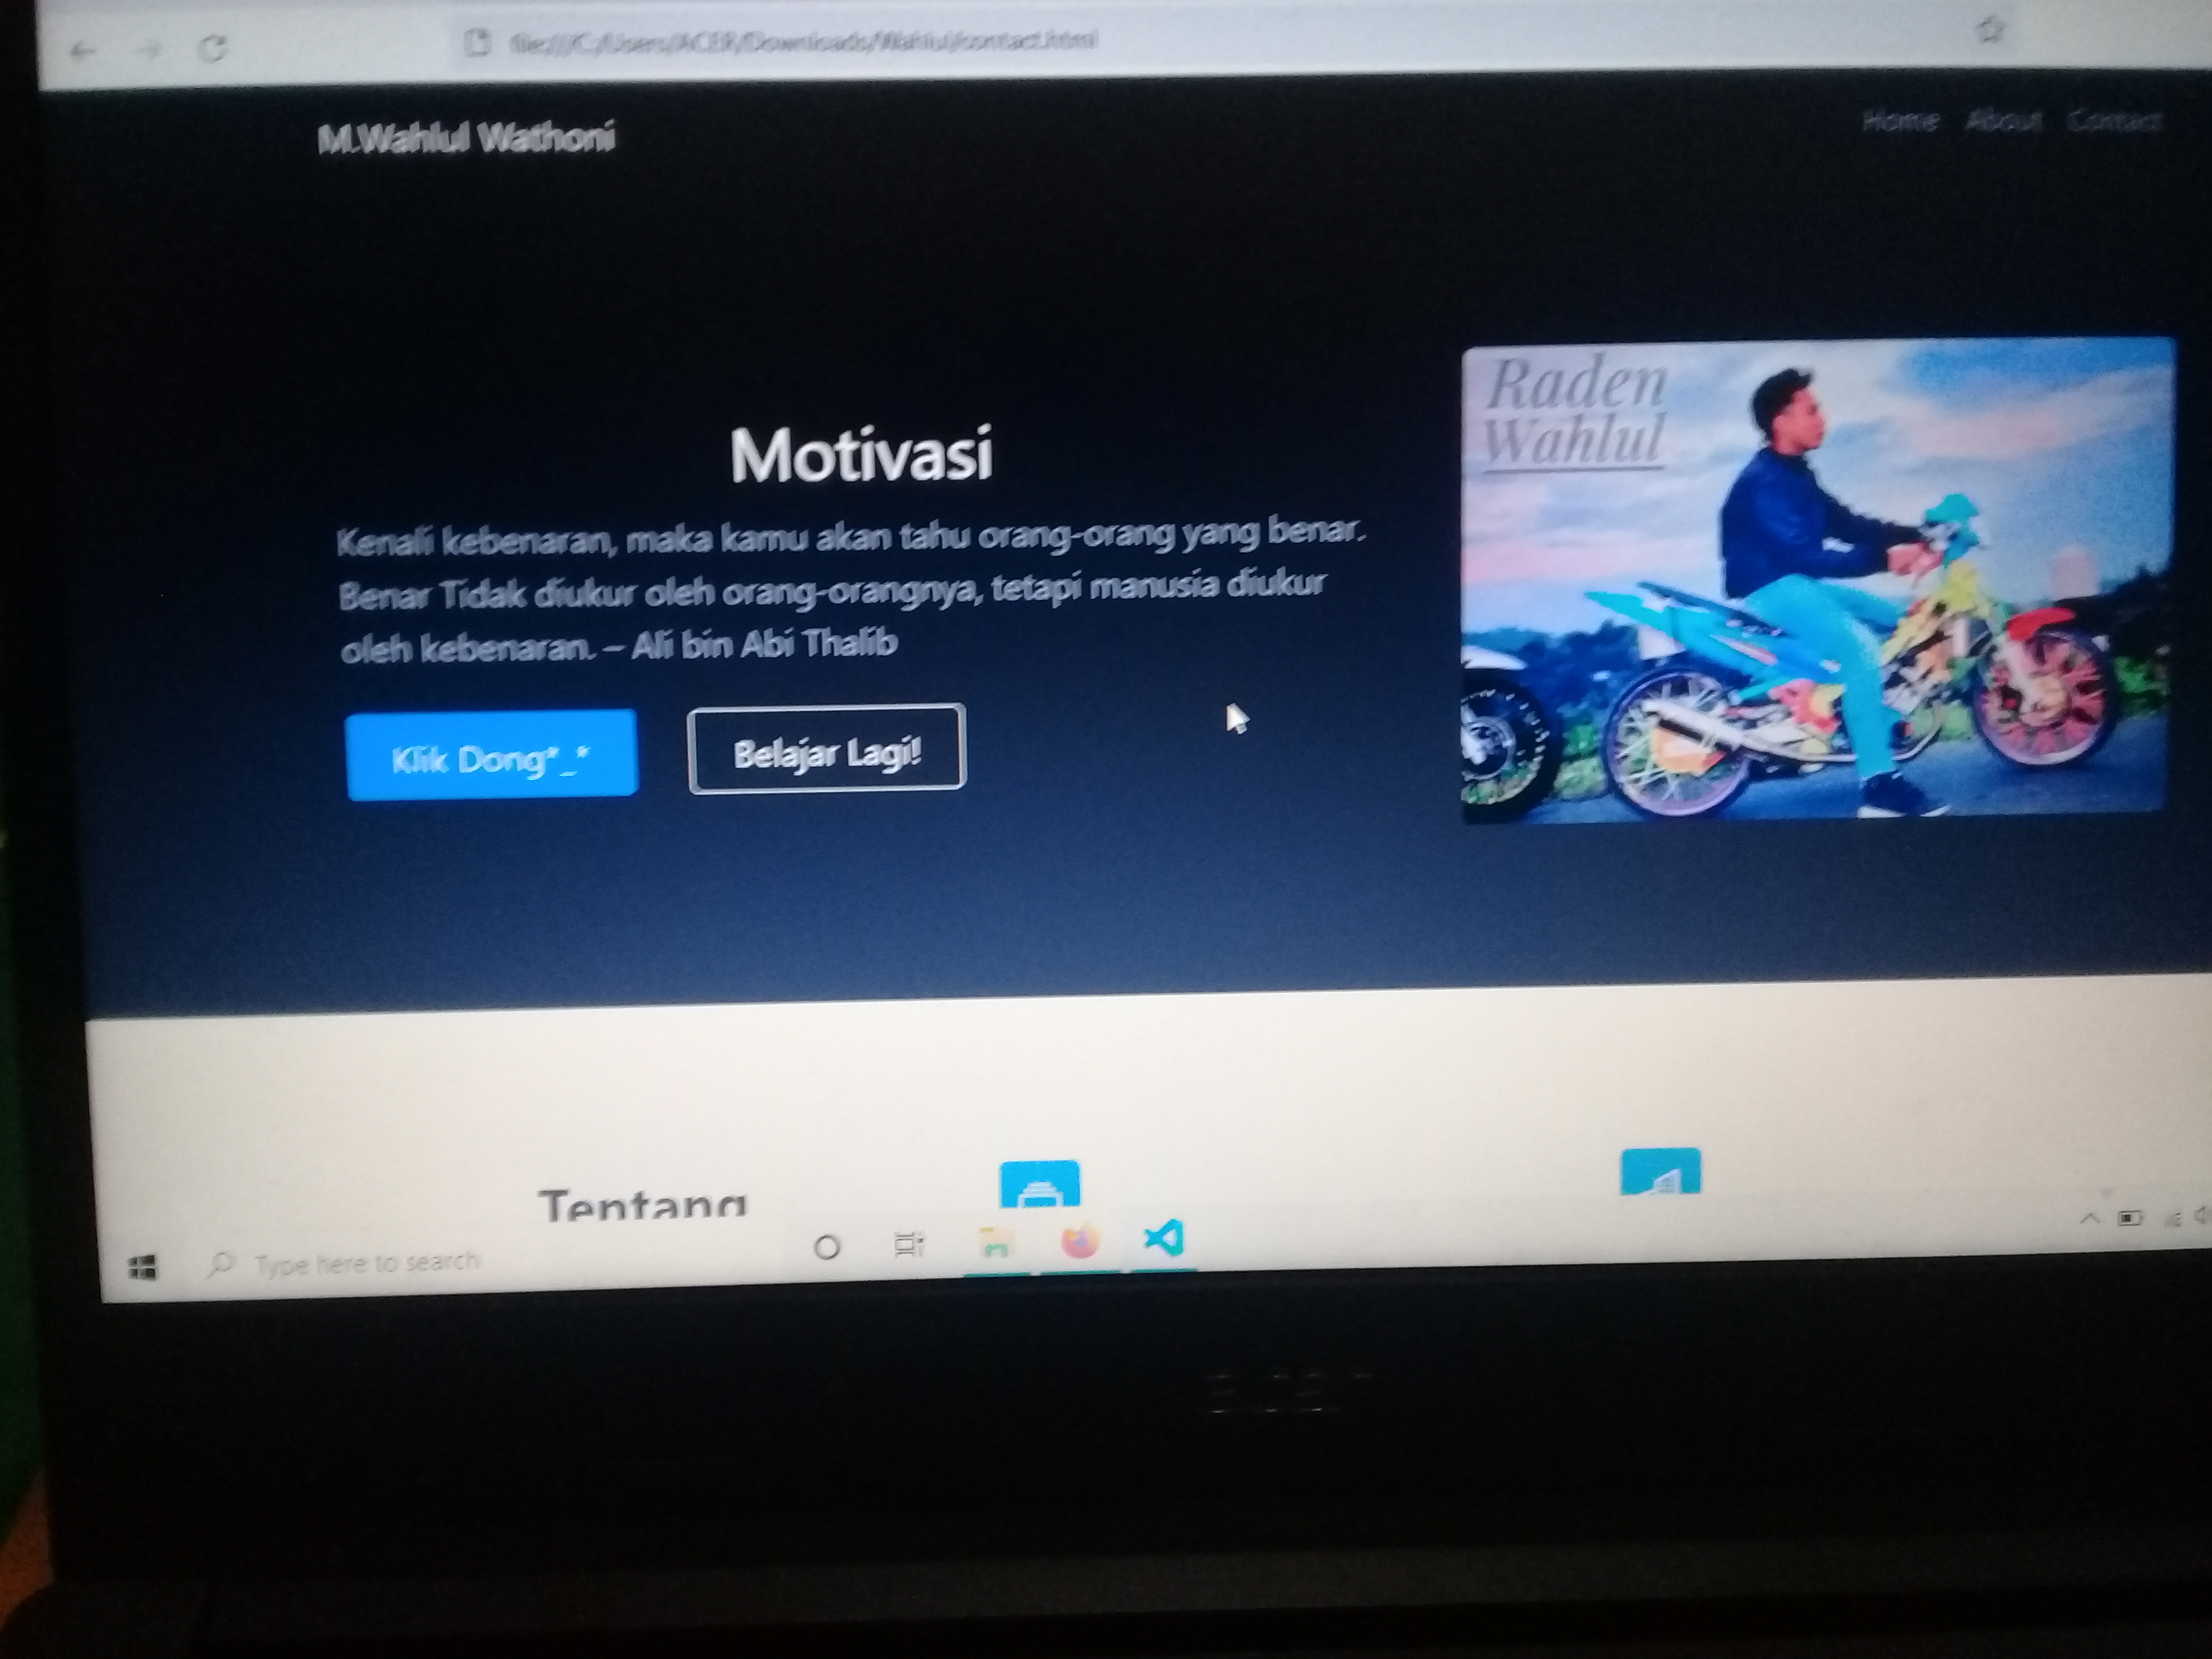 file:///C:/Users/ACER/Downloads/Wahlul/contact.html
M.Wahlul Wathoni
Home About Contact
Raden
Wahlul
Motivasi
Kenali kebenaran, maka kamu akan tahu orang-orang yang benar.
Benar Tidak diukur oleh orang-orangnya, tetapi manusia diukur
oleh kebenaran. – Ali bin Abi Thalib
Klik Dong*_*
Belajar Lagi!
Tentang
Type here to search
acer